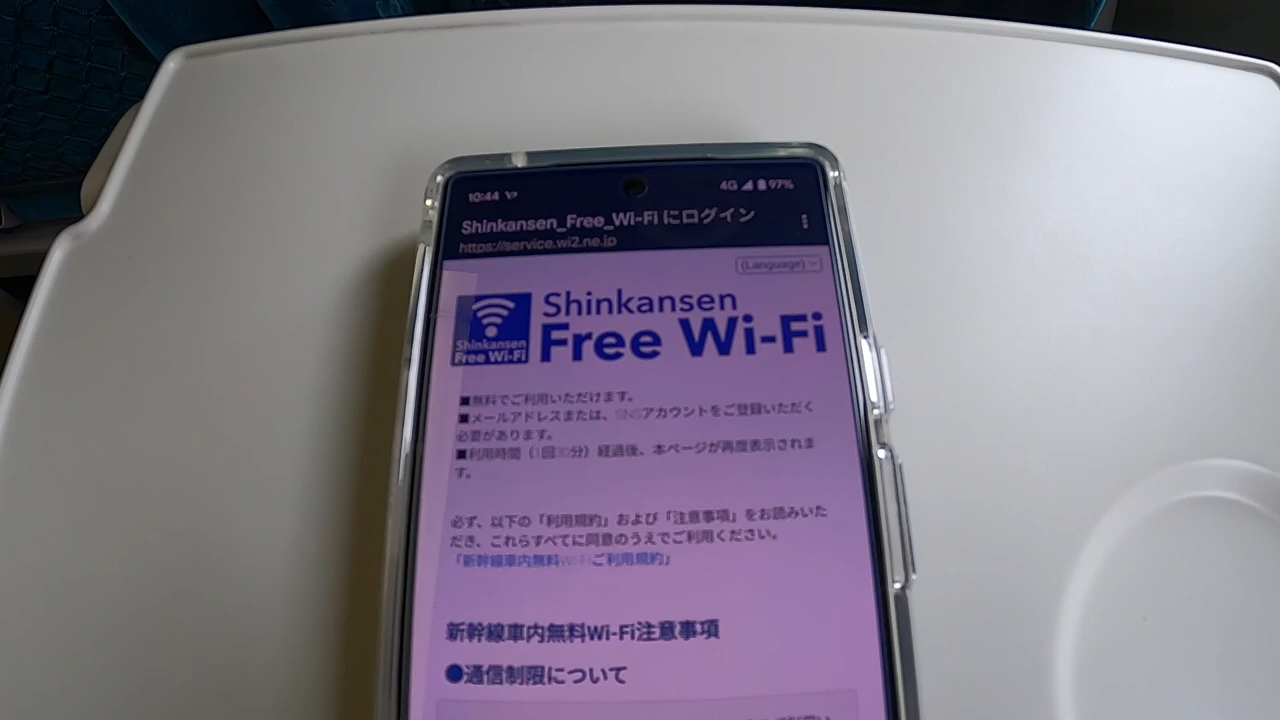 10:44
4G 97%
Shinkansen_Free_Wi-Fi にログイン
https://service.wi2.ne.jp
(Language)
Shinkansen
Free Wi-Fi
Shinkansen
Free Wi-Fi
■無料でご利用いただけます。
■メールアドレスまたは、SNSアカウントをご登録いただく
必要があります。
■利用時間（1回30分）経過後、本ページが再度表示されま
す。
必ず、以下の「利用規約」および「注意事項」をお読みいた
だき、これらすべてに同意のうえでご利用ください。
「新幹線車内無料Wi-Fiご利用規約」
新幹線車内無料Wi-Fi注意事項
●通信制限について